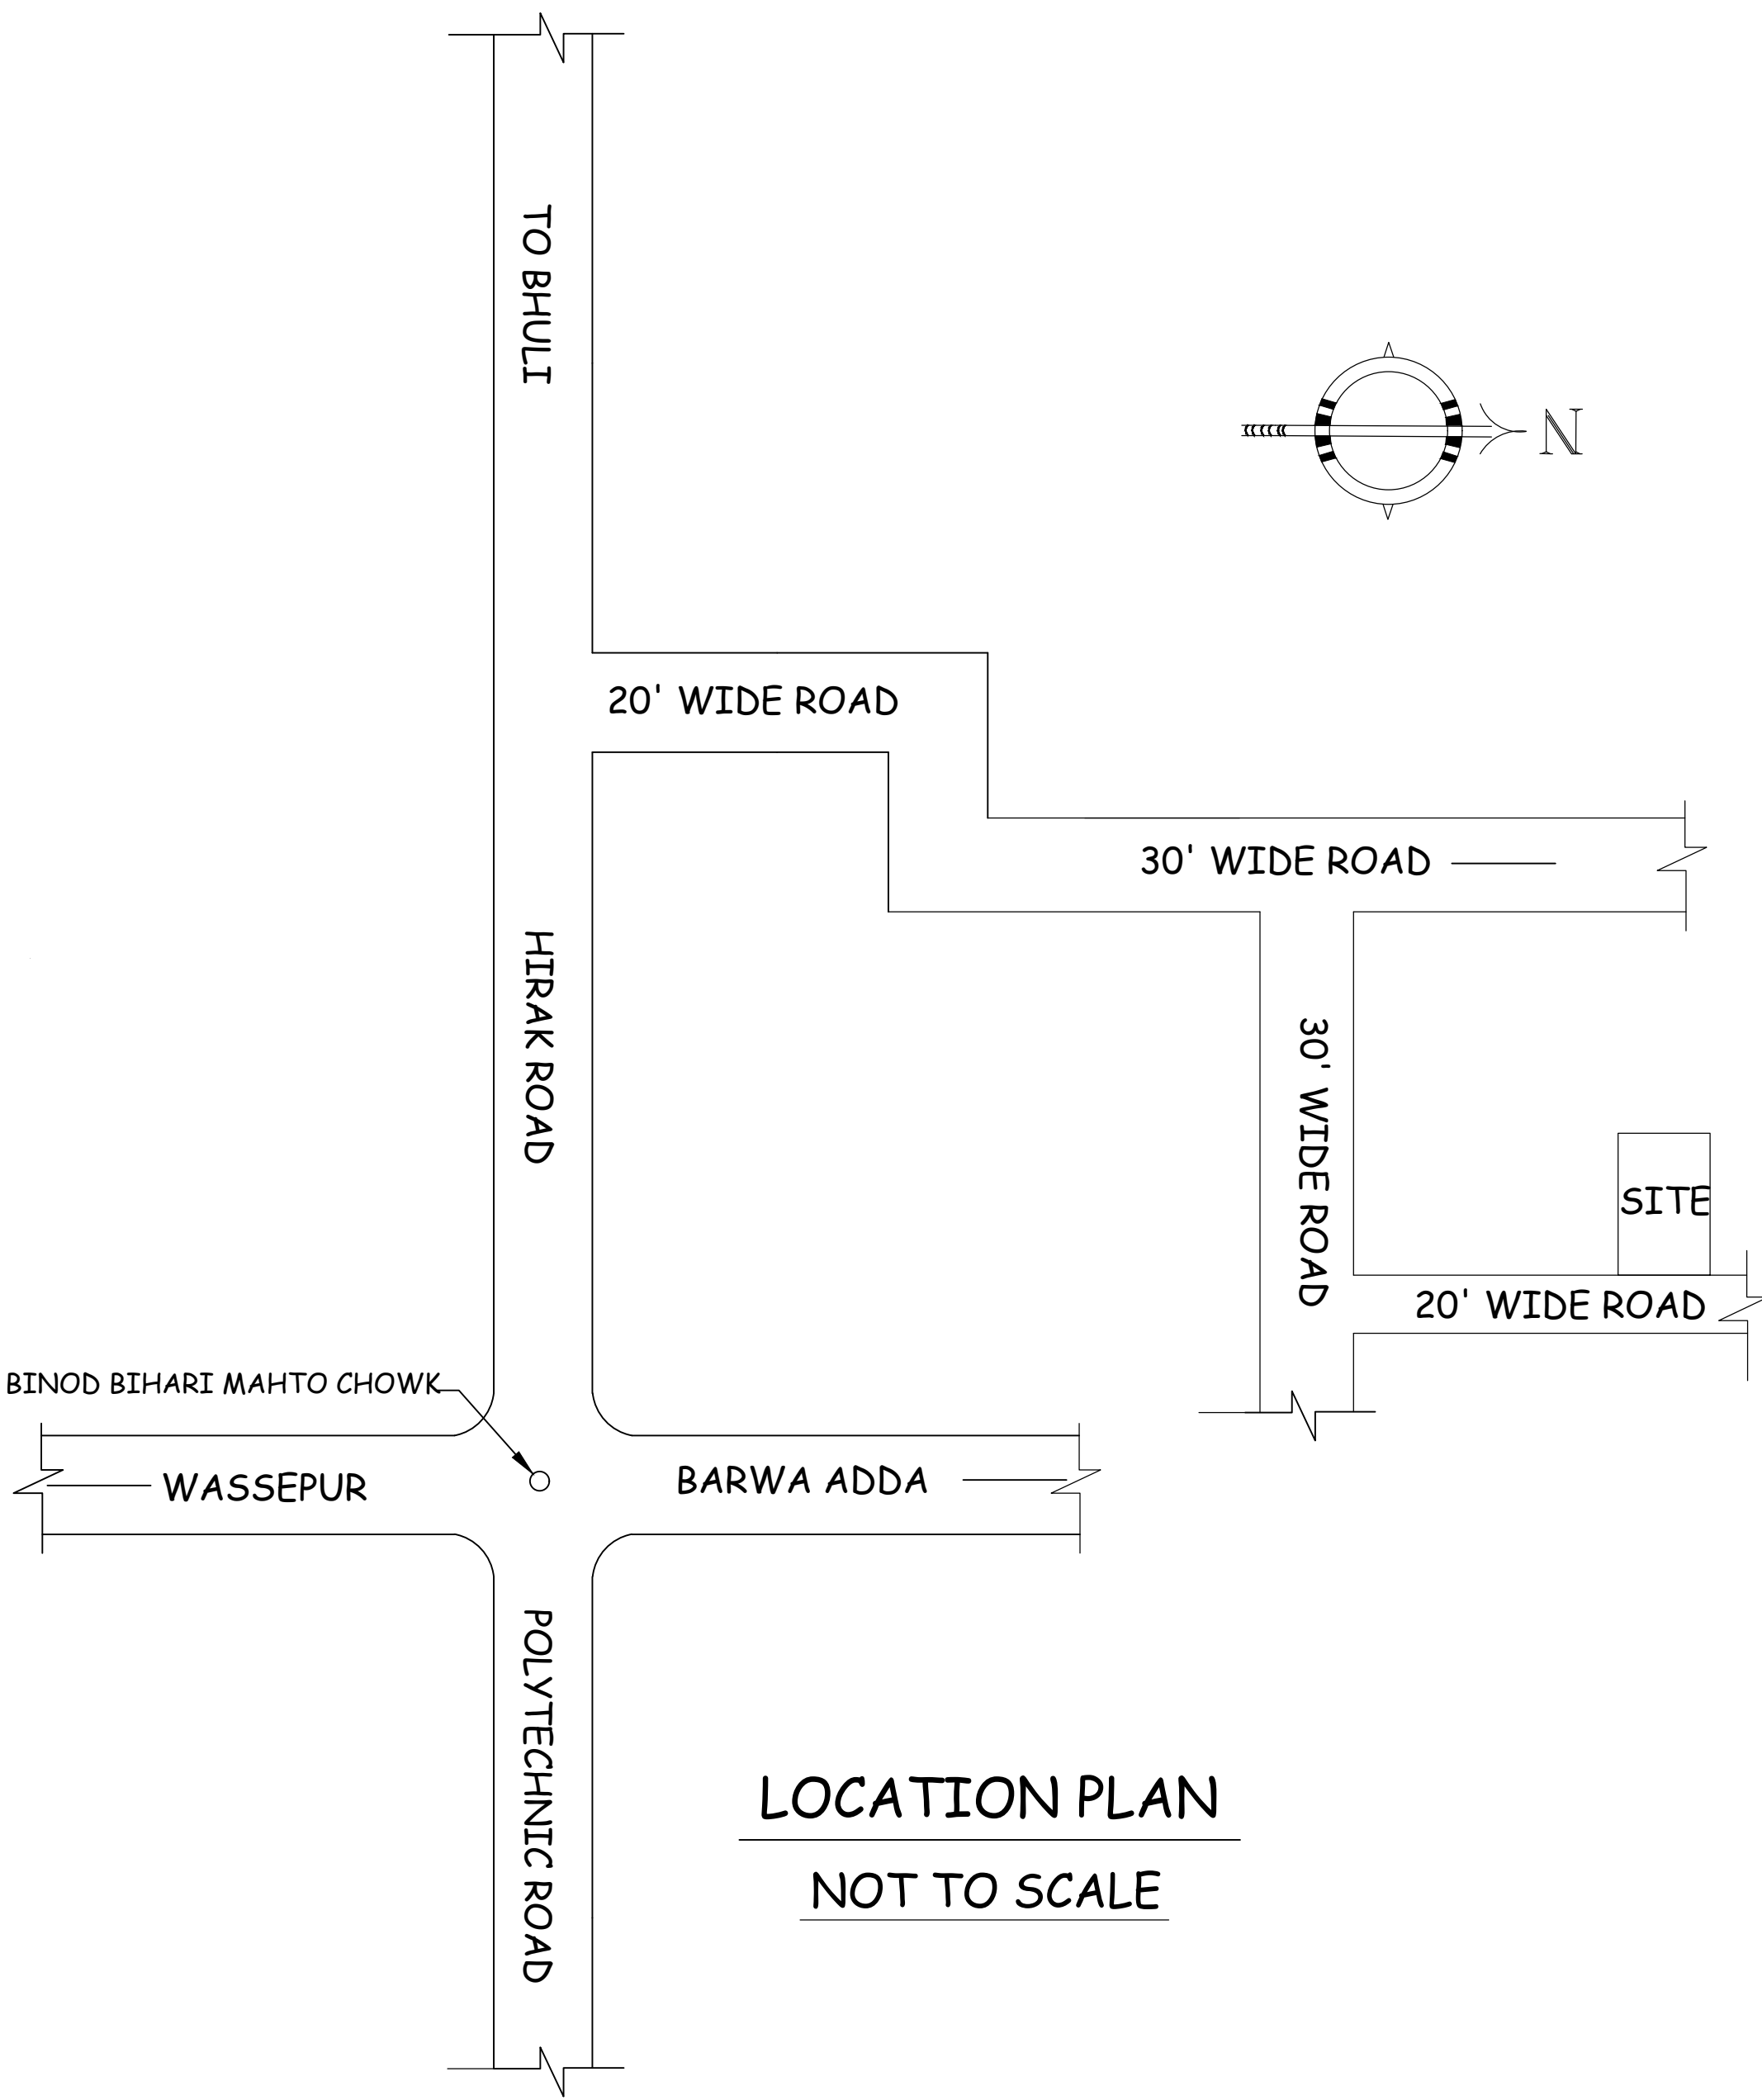 TO BHULI
N
20' WIDE ROAD
30' WIDE ROAD
HIRAK ROAD
30' WIDE ROAD
SITE
20' WIDE ROAD
BINOD BIHARI MAHTO CHOWK
WASSEPUR
BARWA ADDA
POLYTECHNIC ROAD
LOCATION PLAN
NOT TO SCALE